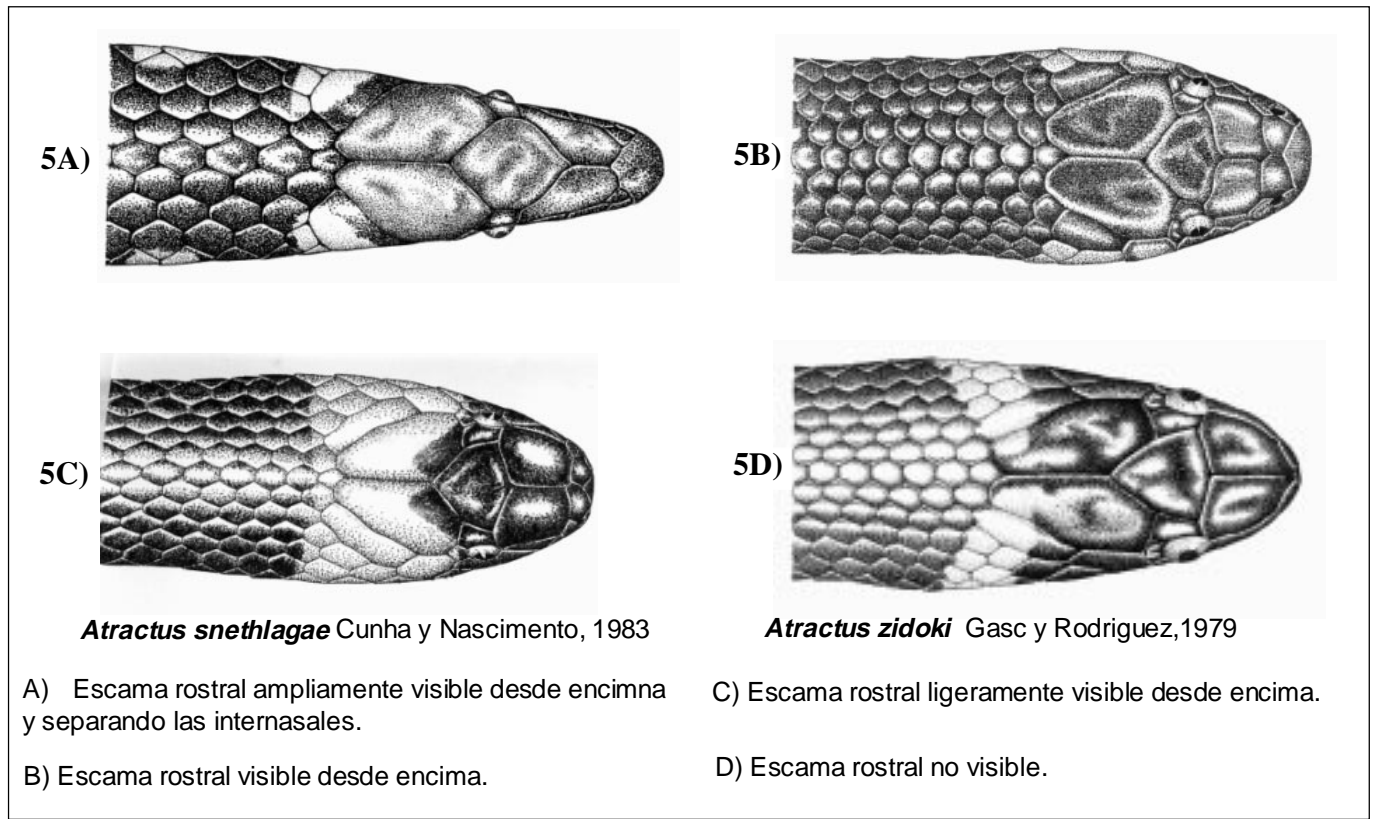 5A)
5B)
5C)
5D)
Atractus snethlagae Cunha y Nascimento, 1983
Atractus zidoki Gasc y Rodriguez,1979
A) Escama rostral ampliamente visible desde encimna
y separando las internasales.
B) Escama rostral visible desde encima.
C) Escama rostral ligeramente visible desde encima.
D) Escama rostral no visible.